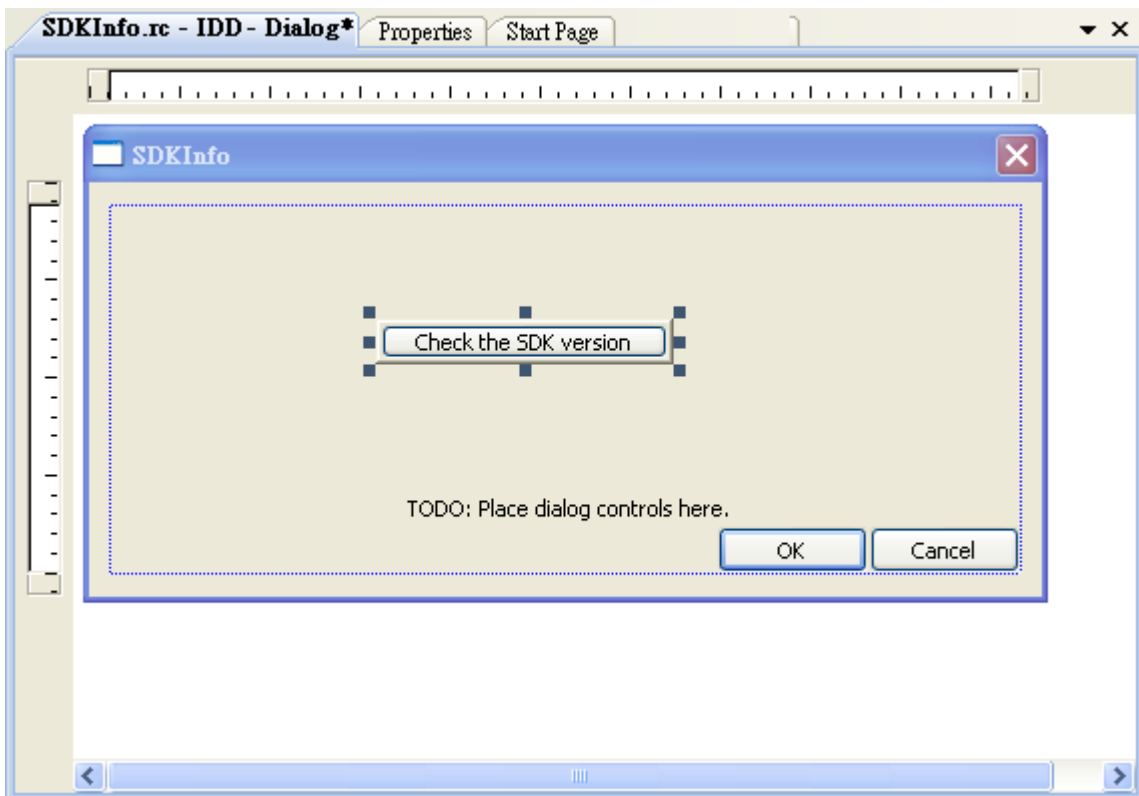 SDKInfo.rc - IDD - Dialog* Properties Start Page
SDKInfo
Check the SDK version
TODO: Place dialog controls here.
OK Cancel